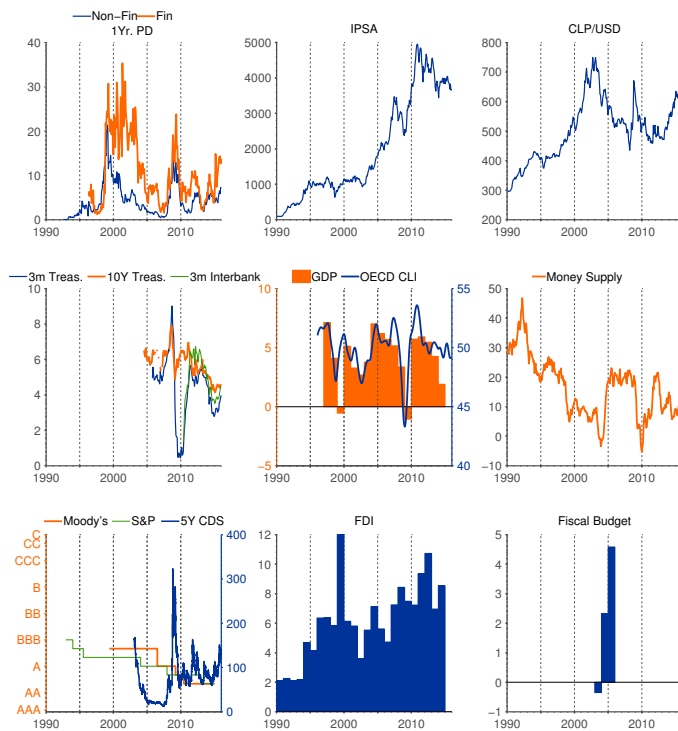 Non-Fin Fin
1Yr. PD
40
30
20
10
0
1990 2000 2010
IPSA
5000
4000
3000
2000
1000
0
1990 2000 2010
CLP/USD
800
700
600
500
400
300
200
1990 2000 2010
3m Treas. 10Y Treas. 3m Interbank
10
8
6
4
2
0
1990 2000 2010
GDP OECD CLI
10
5
0
-5
55
50
45
40
1990 2000 2010
Money Supply
50
40
30
20
10
0
-10
1990 2000 2010
Moody's S&P 5Y CDS
C
CC
CCC
B
BB
BBB
A
AA
AAA
400
300
200
100
0
1990 2000 2010
FDI
12
10
8
6
4
2
0
1990 2000 2010
Fiscal Budget
5
4
3
2
1
0
-1
1990 2000 2010